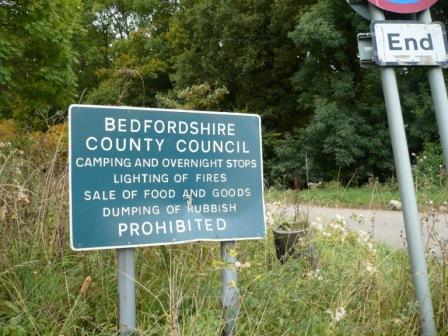 BEDFORDSHIRE
COUNTY COUNCIL
CAMPING AND OVERNIGHT STOPS
LIGHTING OF FIRES
SALE OF FOOD AND GOODS
DUMPING OF RUBBISH
PROHIBITED
End